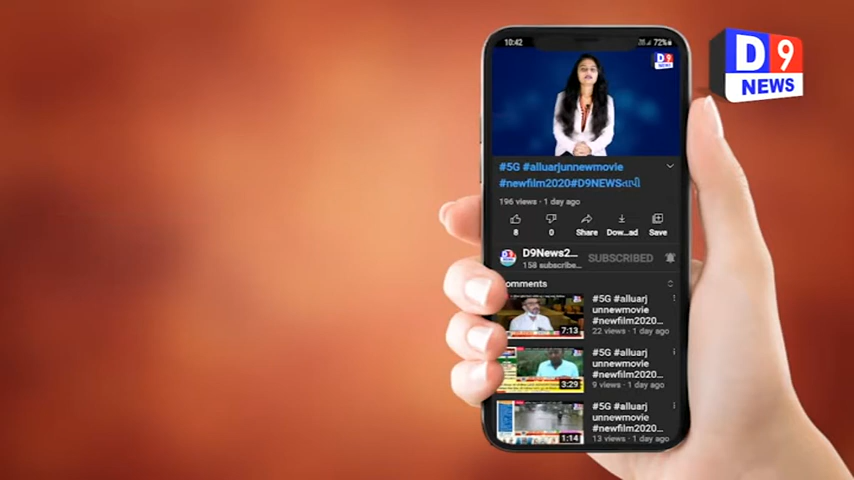 D9
NEWS
10:42
72%
D9
NEWS
#5G #alluarjunnewmovie
#newfilm2020#D9NEWSતાપી
196 views · 1 day ago
8
0
Share
Dow...ad
Save
D9News2...
SUBSCRIBED
158 subscribe...
omments
#5G #alluarj
unnewmovie
#newfilm2020...
22 views · 1 day ago
7:13
#5G #alluarj
unnewmovie
#newfilm2020...
9 views · 1 day ago
3:29
#5G #alluarj
unnewmovie
#newfilm2020...
13 views · 1 day ago
1:14